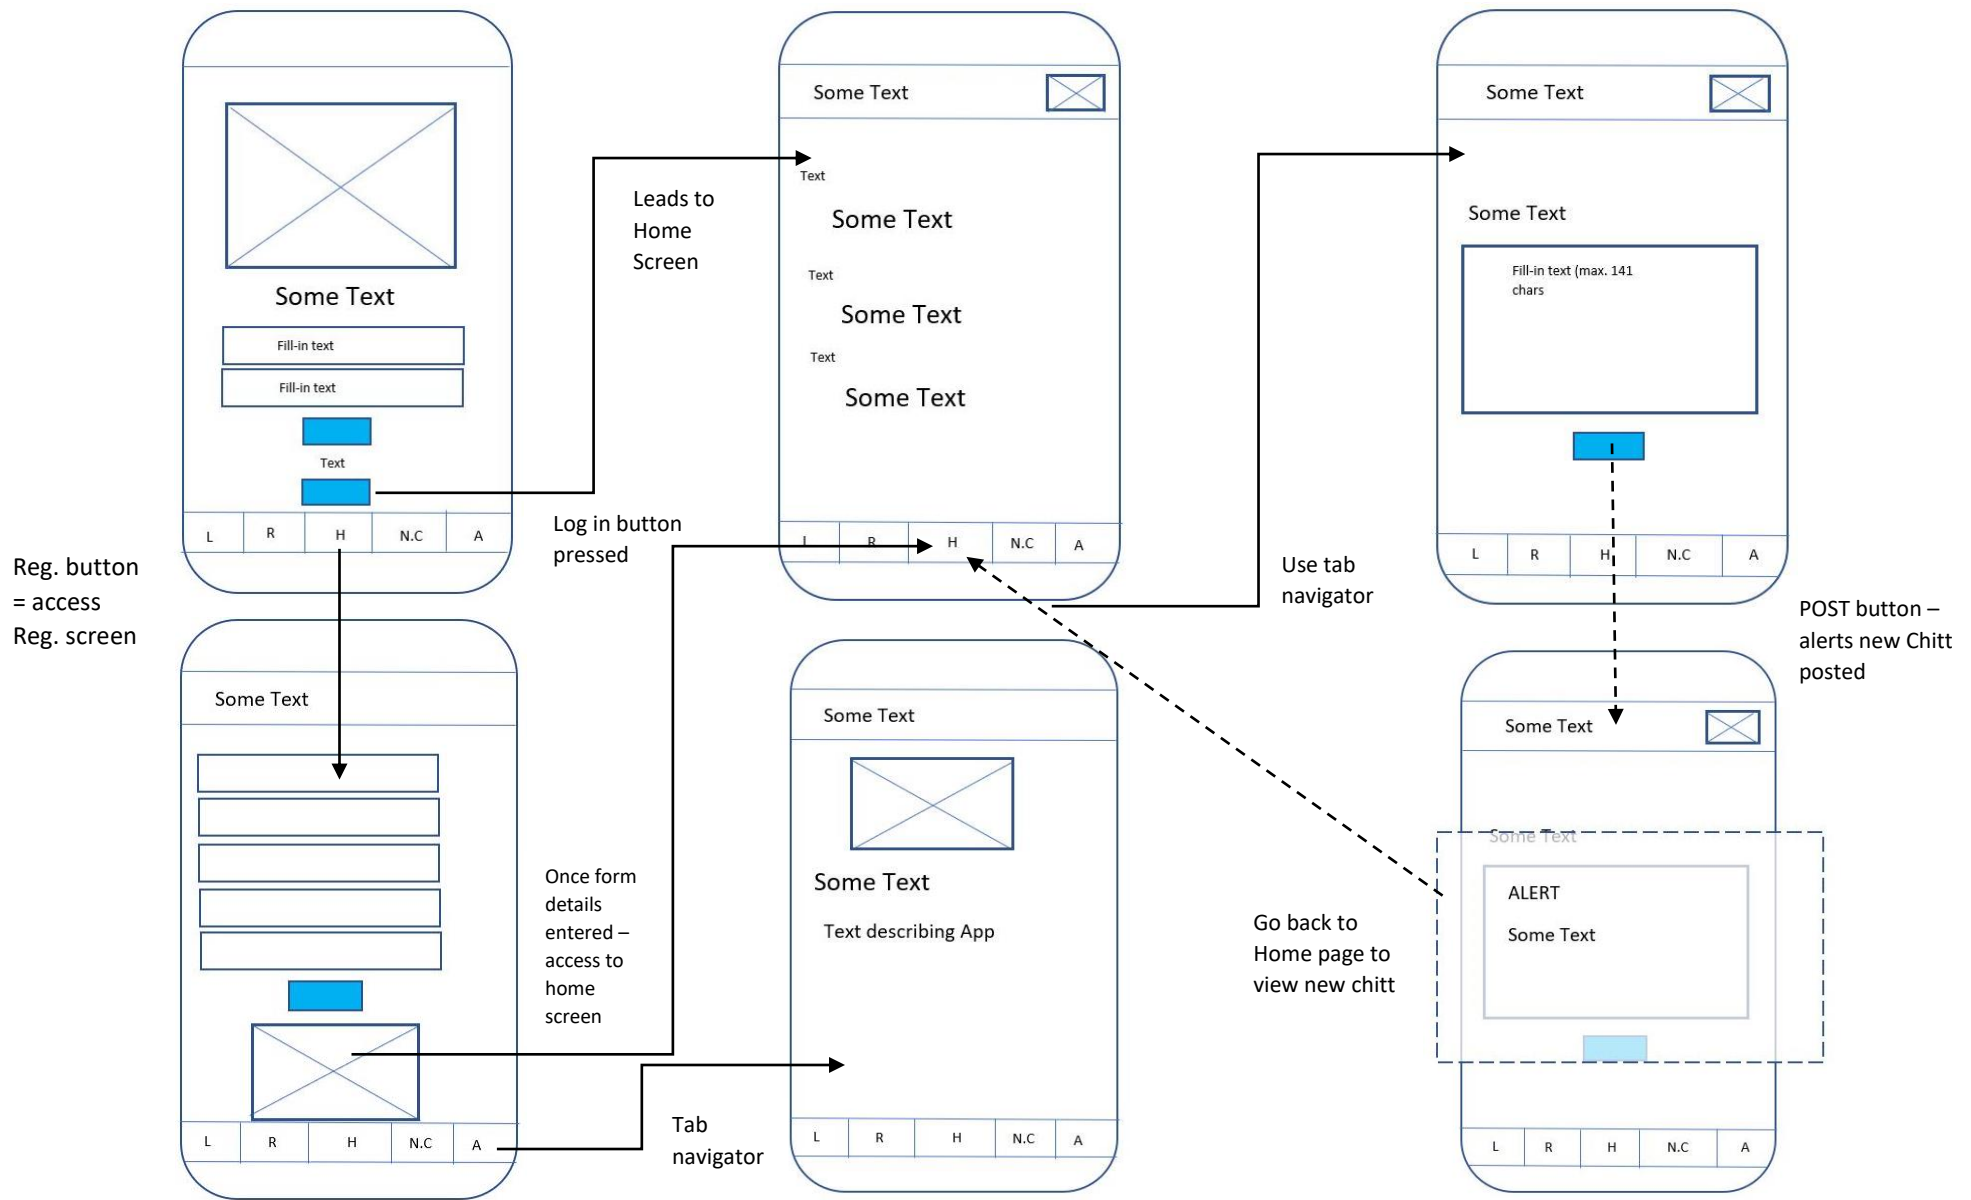 Some Text
Fill-in text
Fill-in text
Text
L R H N.C A
Reg. button
= access
Reg. screen
Leads to
Home
Screen
Log in button
pressed
Some Text
Text
Some Text
Text
Some Text
Text
Some Text
L R H N.C A
Use tab
navigator
Some Text
Some Text
Fill-in text (max. 141
chars
L R H N.C A
POST button –
alerts new Chitt
posted
Some Text
L R H N.C A
Once form
details
entered –
access to
home
screen
Tab
navigator
Some Text
Some Text
Text describing App
L R H N.C A
Go back to
Home page to
view new chitt
Some Text
Some Text
ALERT
Some Text
L R H N.C A